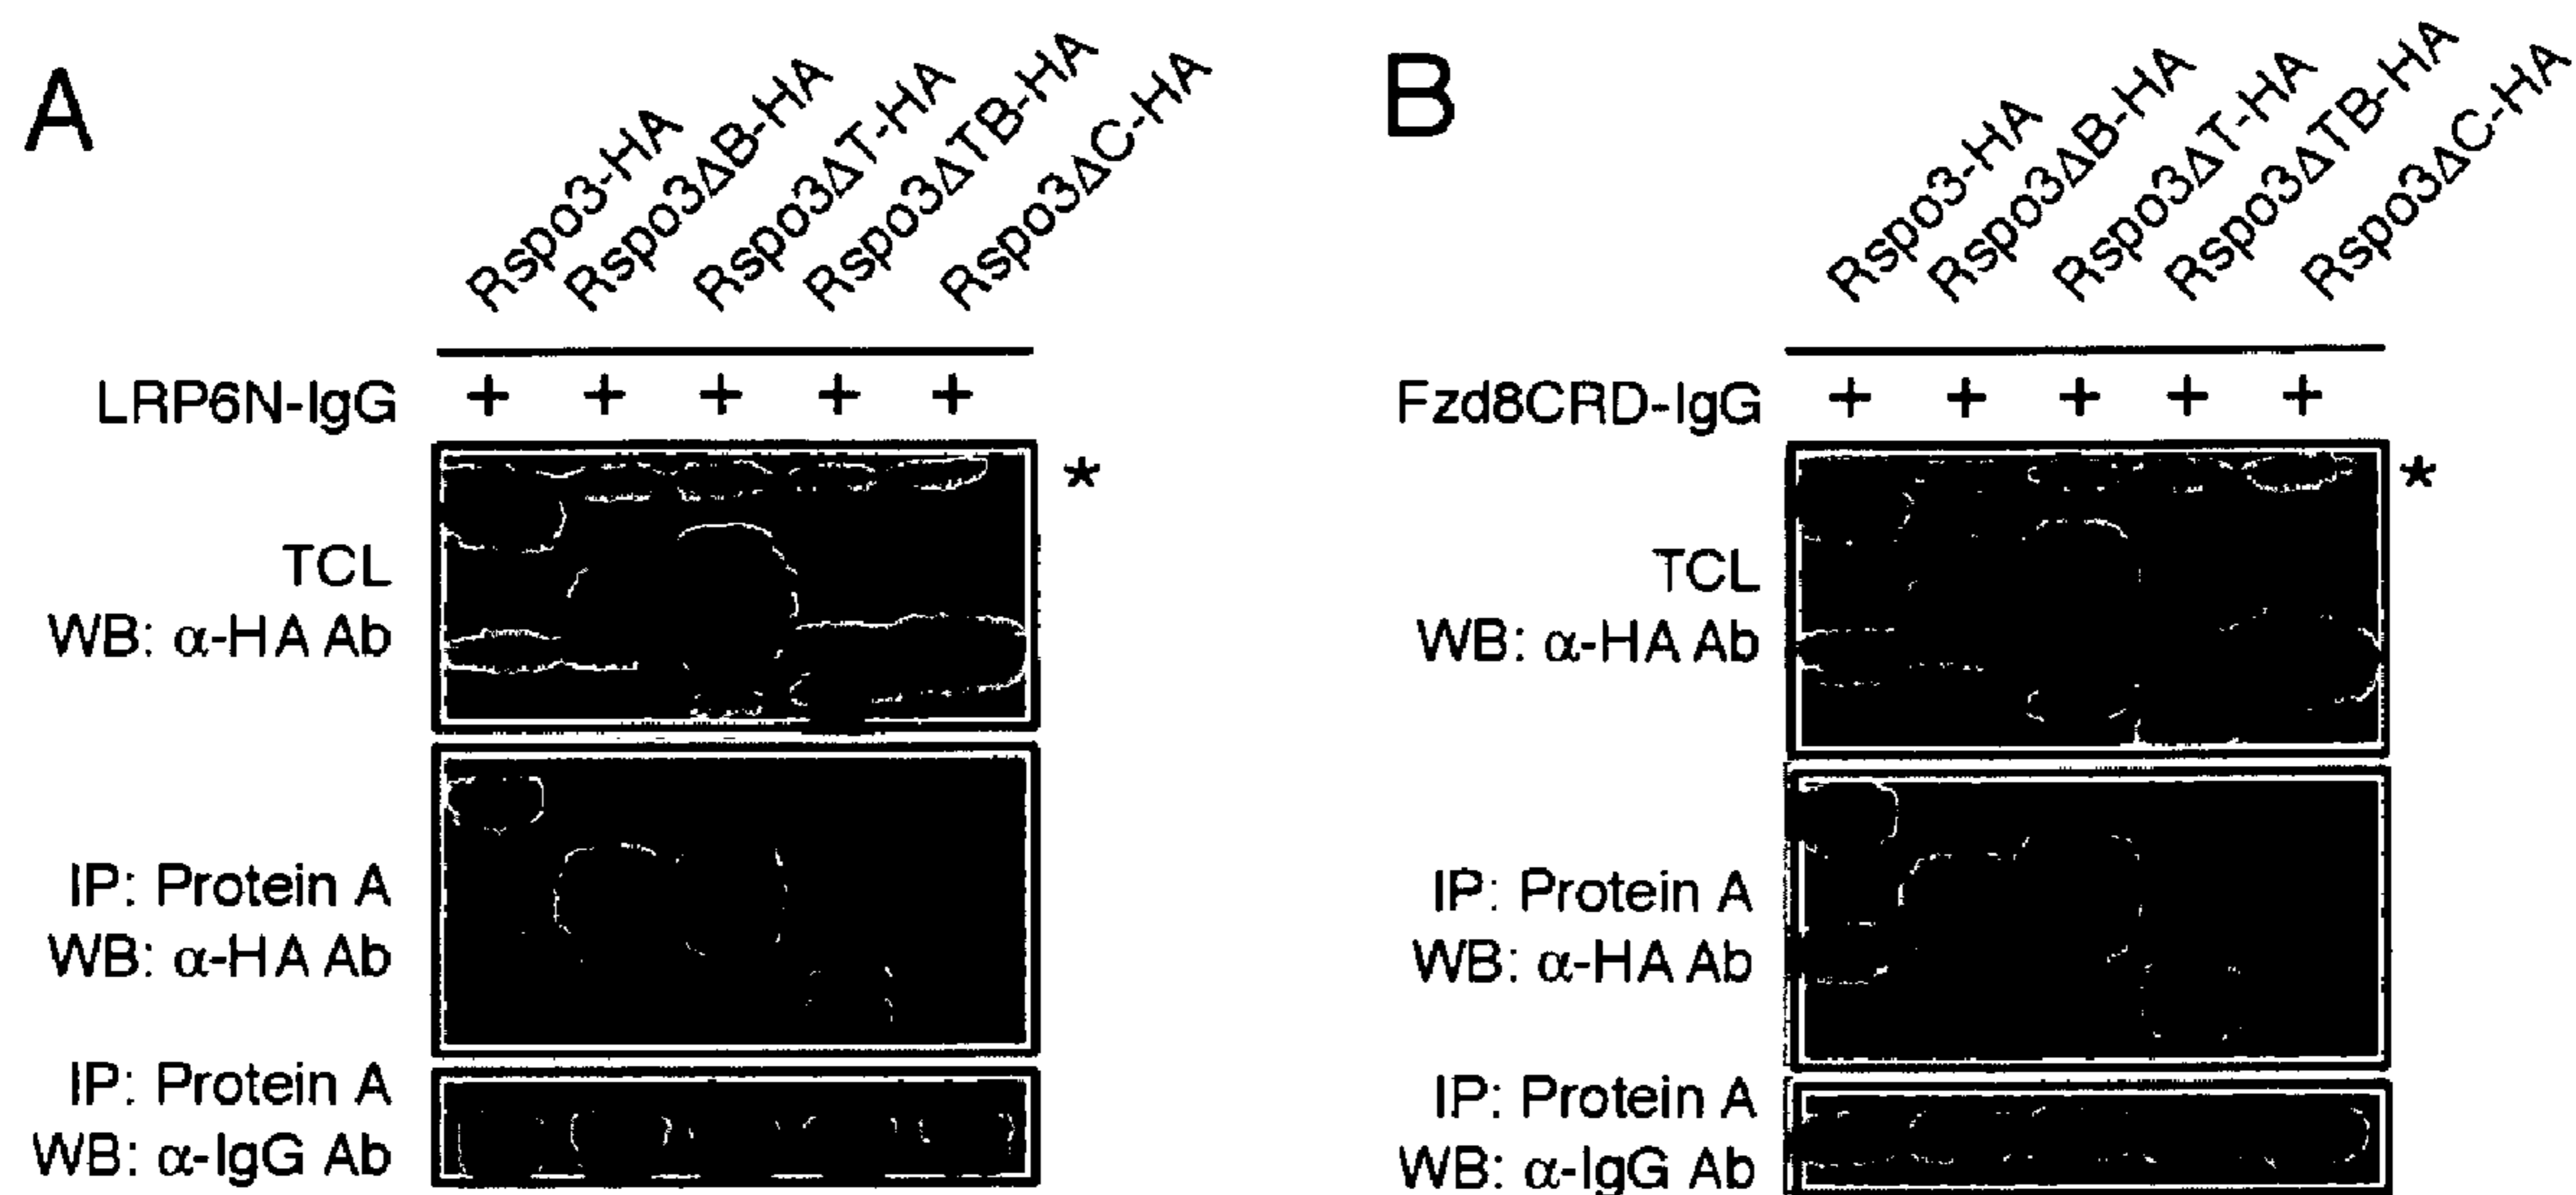 A
Rspo3-HA
Rspo3ΔB-HA
Rspo3ΔT-HA
Rspo3ΔTB-HA
Rspo3ΔC-HA
LRP6N-IgG + + + + +
*
TCL
WB: α-HA Ab
IP: Protein A
WB: α-HA Ab
IP: Protein A
WB: α-IgG Ab
B
Rspo3-HA
Rspo3ΔB-HA
Rspo3ΔT-HA
Rspo3ΔTB-HA
Rspo3ΔC-HA
Fzd8CRD-IgG + + + + +
*
TCL
WB: α-HA Ab
IP: Protein A
WB: α-HA Ab
IP: Protein A
WB: α-IgG Ab